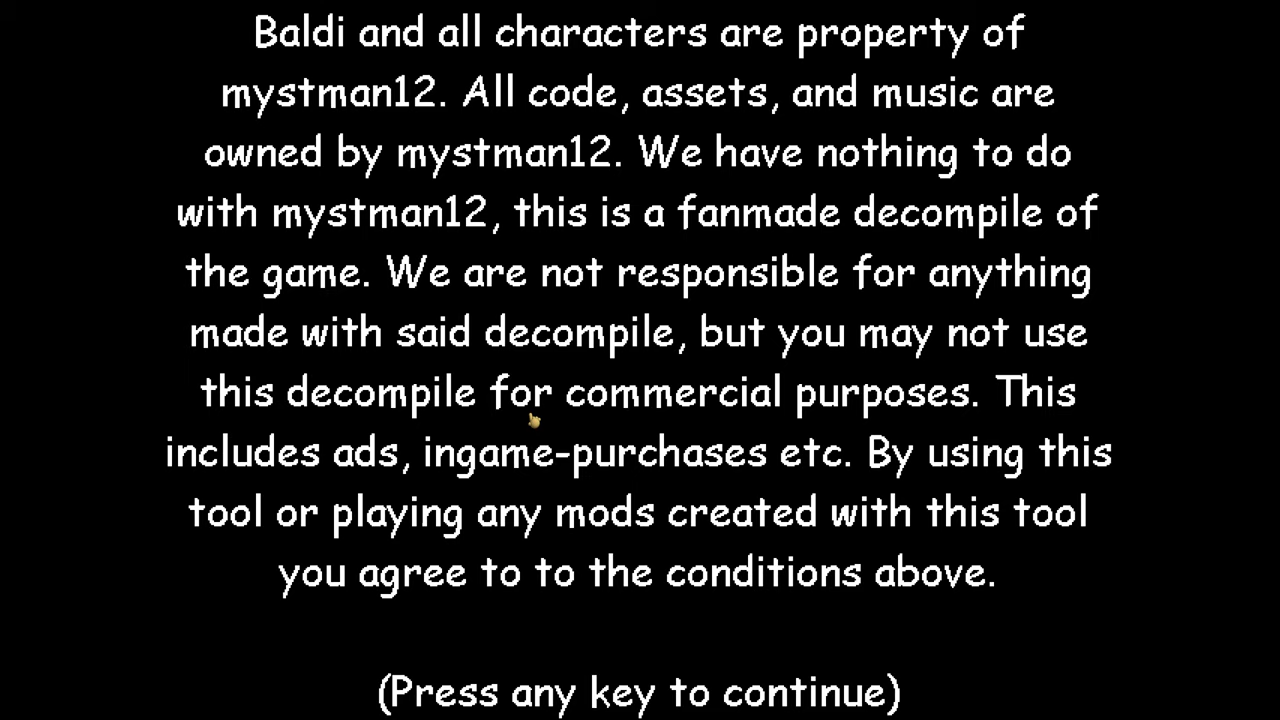 Baldi and all characters are property of
mystman12. All code, assets, and music are
owned by mystman12. We have nothing to do
with mystman12, this is a fanmade decompile of
the game. We are not responsible for anything
made with said decompile, but you may not use
this decompile for commercial purposes. This
includes ads, ingame-purchases etc. By using this
tool or playing any mods created with this tool
you agree to to the conditions above.
(Press any key to continue)